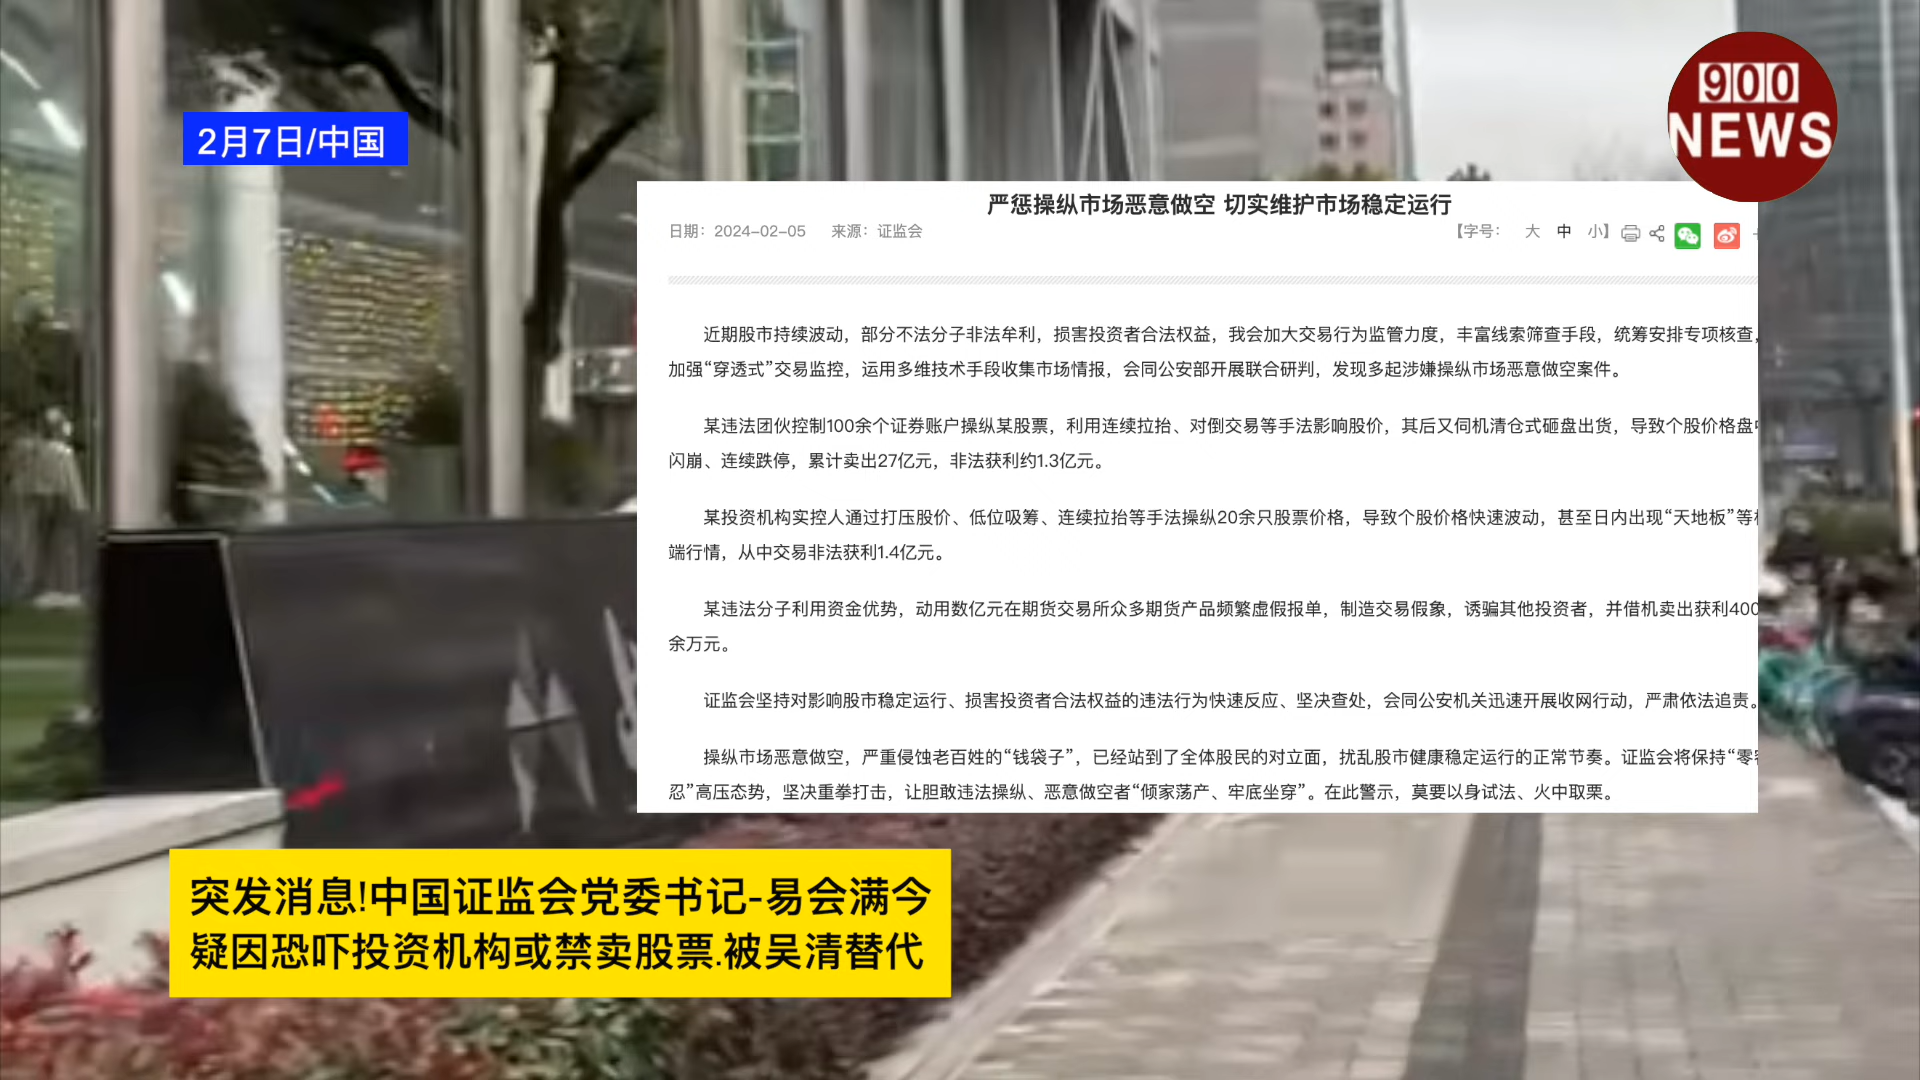 900
NEWS
2月7日/中国
严惩操纵市场恶意做空 切实维护市场稳定运行
日期：2024-02-05 来源：证监会 【字号： 大 中 小】
近期股市持续波动，部分不法分子非法牟利，损害投资者合法权益，我会加大交易行为监管力度，丰富线索筛查手段，统筹安排专项核查，
加强“穿透式”交易监控，运用多维技术手段收集市场情报，会同公安部开展联合研判，发现多起涉嫌操纵市场恶意做空案件。
某违法团伙控制100余个证券账户操纵某股票，利用连续拉抬、对倒交易等手法影响股价，其后又伺机清仓式砸盘出货，导致个股价格盘
闪崩、连续跌停，累计卖出27亿元，非法获利约1.3亿元。
某投资机构实控人通过打压股价、低位吸筹、连续拉抬等手法操纵20余只股票价格，导致个股价格快速波动，甚至日内出现“天地板”等
端行情，从中交易非法获利1.4亿元。
某违法分子利用资金优势，动用数亿元在期货交易所众多期货产品频繁虚假报单，制造交易假象，诱骗其他投资者，并借机卖出获利400
余万元。
证监会坚持对影响股市稳定运行、损害投资者合法权益的违法行为快速反应、坚决查处，会同公安机关迅速开展收网行动，严肃依法追责。
操纵市场恶意做空，严重侵蚀老百姓的“钱袋子”，已经站到了全体股民的对立面，扰乱股市健康稳定运行的正常节奏。证监会将保持“零
忍”高压态势，坚决重拳打击，让胆敢违法操纵、恶意做空者“倾家荡产、牢底坐穿”。在此警示，莫要以身试法、火中取栗。
突发消息!中国证监会党委书记-易会满今
疑因恐吓投资机构或禁卖股票.被吴清替代